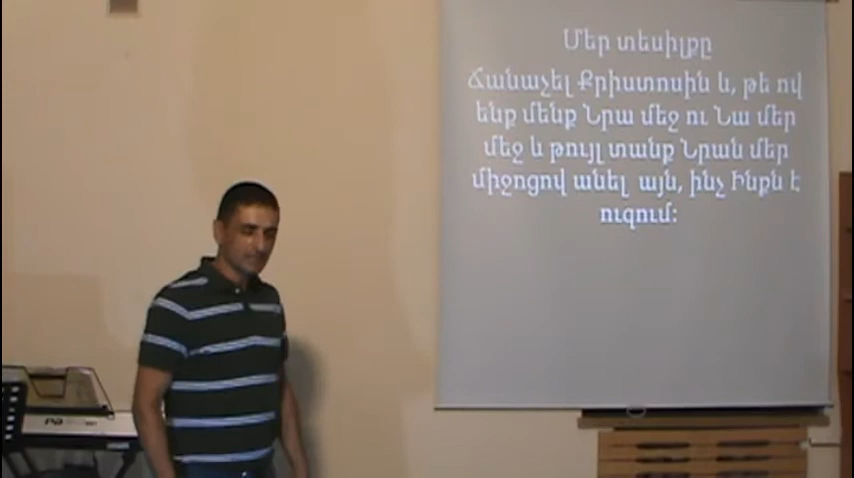 Մեր տեսիլքը
Ճանաչել Քրիստոսին և, թե ով
ենք մենք Նրա մեջ ու Նա մեր
մեջ և թույլ տանք Նրան մեր
միջոցով անել այն, ինչ Ինքն է
ուզում: